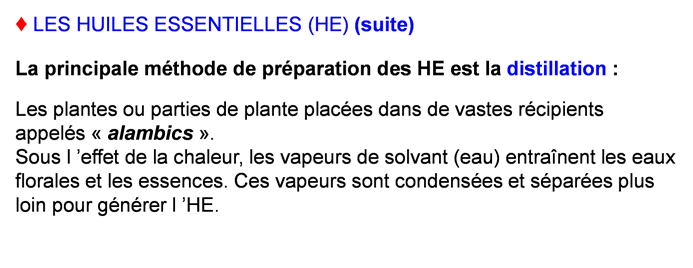 ♦ LES HUILES ESSENTIELLES (HE) (suite)
La principale méthode de préparation des HE est la distillation :
Les plantes ou parties de plante placées dans de vastes récipients
appelés « alambics ».
Sous l ’effet de la chaleur, les vapeurs de solvant (eau) entraînent les eaux
florales et les essences. Ces vapeurs sont condensées et séparées plus
loin pour générer l ’HE.